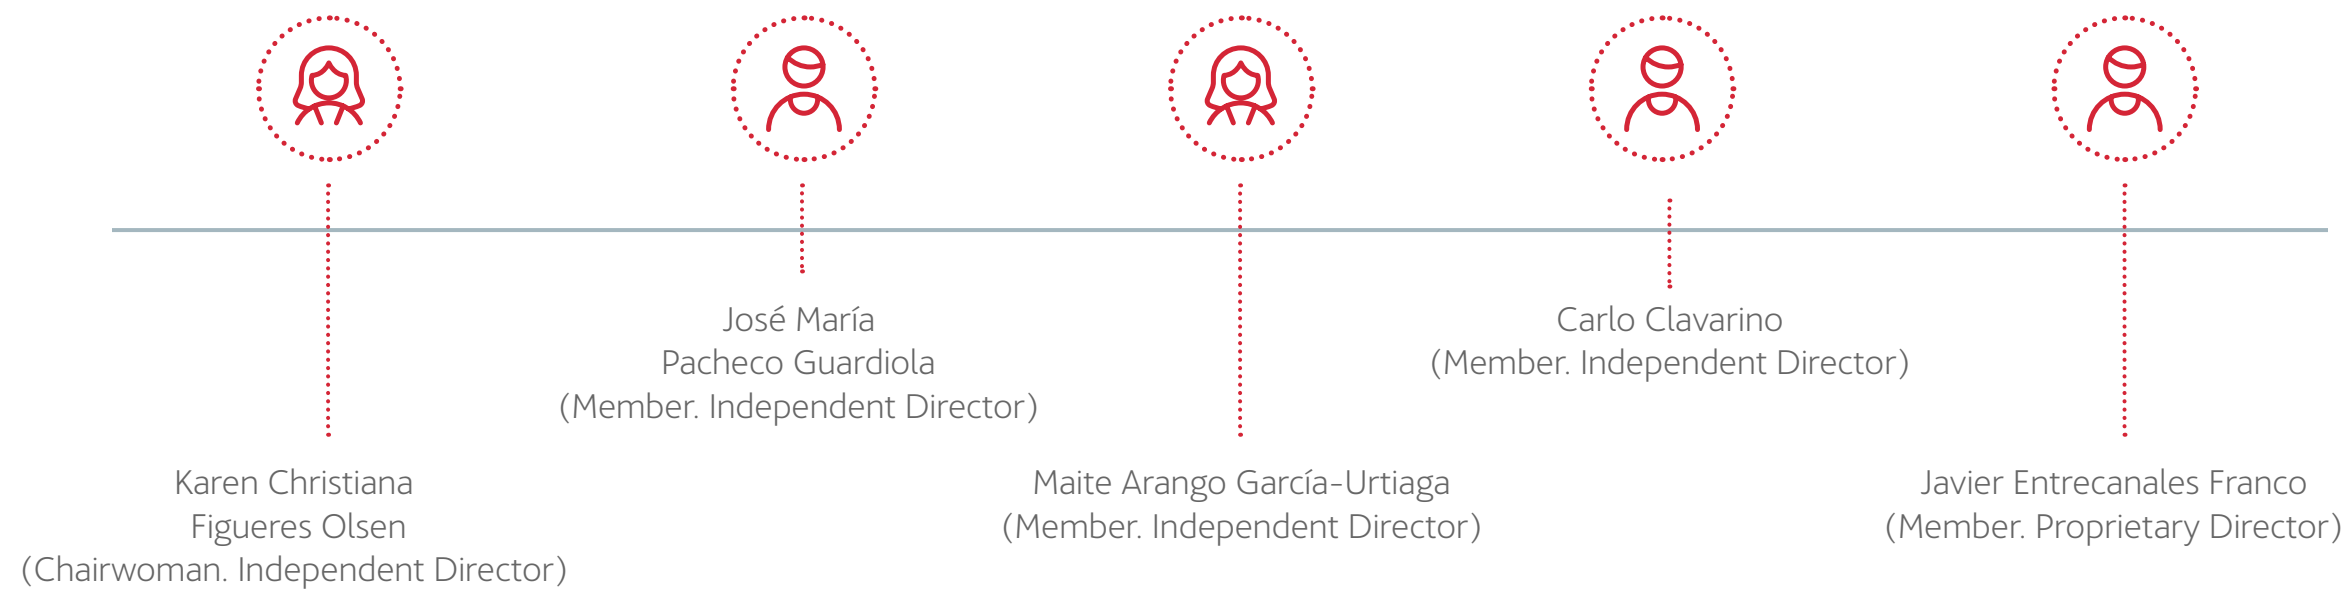 Karen Christiana
Figueres Olsen
(Chairwoman. Independent Director)
José María
Pacheco Guardiola
(Member. Independent Director)
Maite Arango García-Urtiaga
(Member. Independent Director)
Carlo Clavarino
(Member. Independent Director)
Javier Entrecanales Franco
(Member. Proprietary Director)